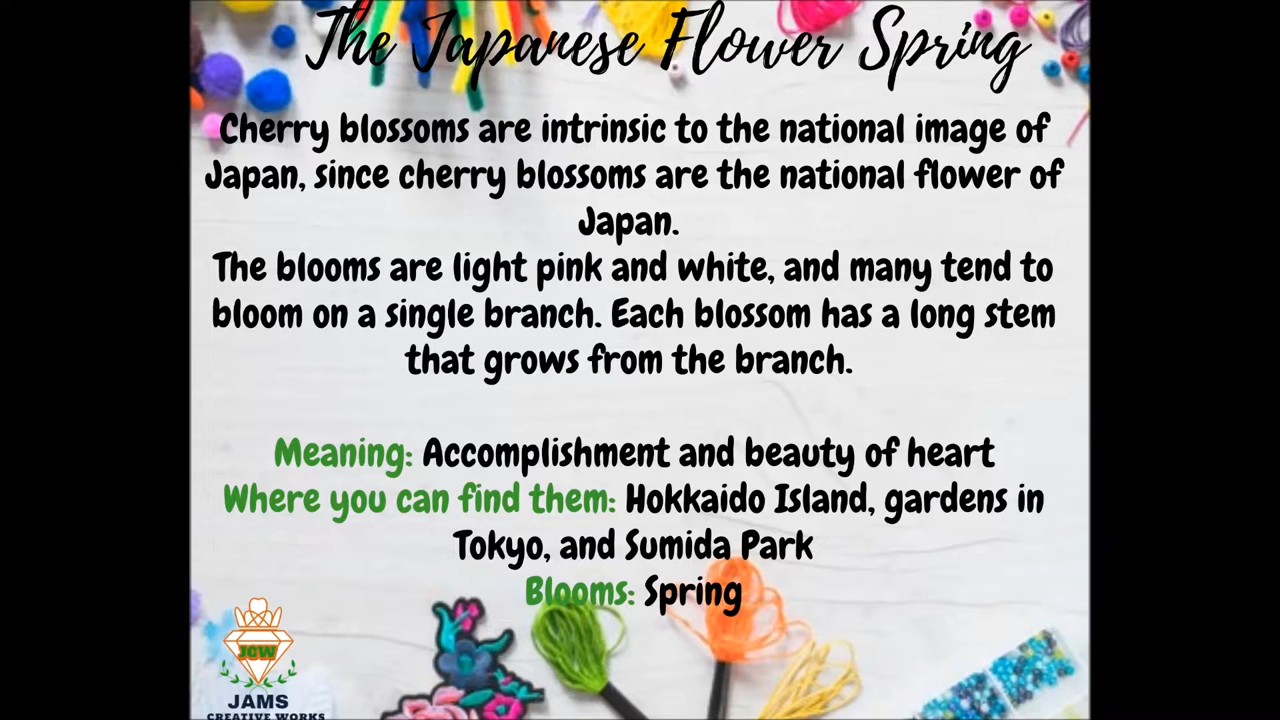 The Japanese Flower Spring
Cherry blossoms are intrinsic to the national image of
Japan, since cherry blossoms are the national flower of
Japan.
The blooms are light pink and white, and many tend to
bloom on a single branch. Each blossom has a long stem
that grows from the branch.
Meaning: Accomplishment and beauty of heart
Where you can find them: Hokkaido Island, gardens in
Tokyo, and Sumida Park
Blooms: Spring
JCW
JAMS
CREATIVE WORKS